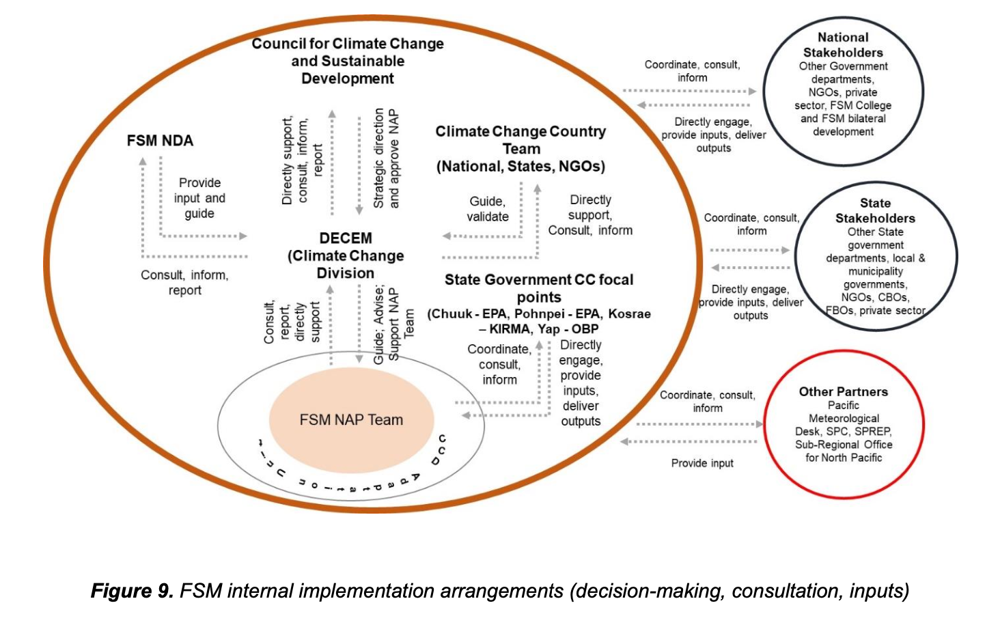 Council for Climate Change
and Sustainable
Development
FSM NDA
Provide
input and
guide
Consult, inform,
report
Directly support,
consult, inform,
report
Strategic direction
and approve NAP
Climate Change Country
Team
(National, States, NGOs)
Guide,
validate
Directly
support,
Consult, inform
DECEM
(Climate Change
Division
State Government CC focal
points
(Chuuk - EPA, Pohnpei - EPA, Kosrae
– KIRMA, Yap - OBP
Consult,
report,
directly
support
Guide; Advise;
Support NAP
Team
Coordinate,
consult,
inform
Directly
engage,
provide
inputs,
deliver
outputs
FSM NAP Team
CCD Adaptation Unit
Coordinate, consult,
inform
Directly engage,
provide inputs, deliver
outputs
National
Stakeholders
Other Government
departments,
NGOs, private
sector, FSM College
and FSM bilateral
development
Coordinate, consult,
inform
Directly engage,
provide inputs, deliver
outputs
State
Stakeholders
Other State
government
departments, local &
municipality
governments,
NGOs, CBOs,
FBOs, private sector
Coordinate, consult,
inform
Provide input
Other Partners
Pacific
Meteorological
Desk, SPC, SPREP,
Sub-Regional Office
for North Pacific
Figure 9. FSM internal implementation arrangements (decision-making, consultation, inputs)